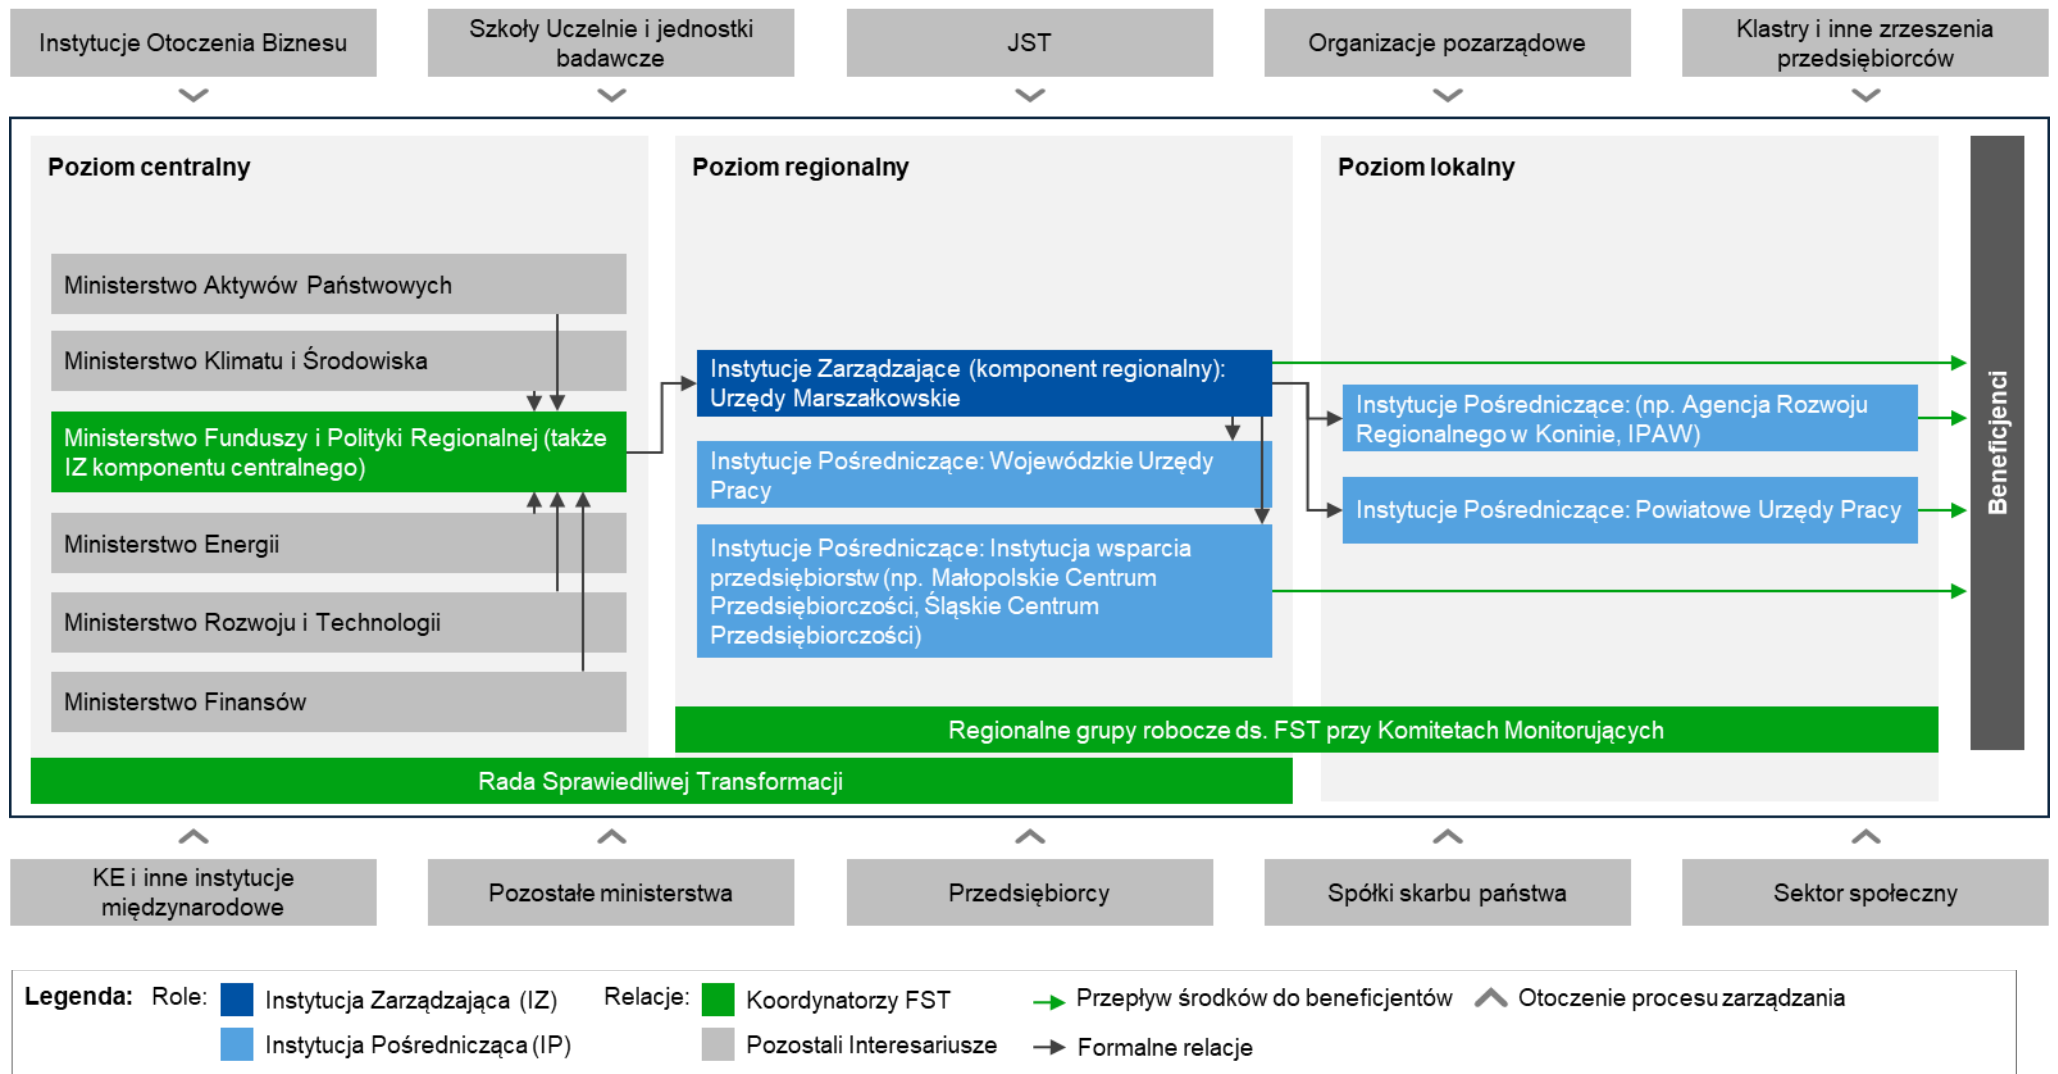 Instytucje Otoczenia Biznesu
Szkoły Uczelnie i jednostki
badawcze
JST
Organizacje pozarządowe
Klastry i inne zrzeszenia
przedsiębiorców
Poziom centralny
Ministerstwo Aktywów Państwowych
Ministerstwo Klimatu i Środowiska
Ministerstwo Funduszy i Polityki Regionalnej (także
IZ komponentu centralnego)
Ministerstwo Energii
Ministerstwo Rozwoju i Technologii
Ministerstwo Finansów
Poziom regionalny
Instytucje Zarządzające (komponent regionalny):
Urzędy Marszałkowskie
Instytucje Pośredniczące: Wojewódzkie Urzędy
Pracy
Instytucje Pośredniczące: Instytucja wsparcia
przedsiębiorstw (np. Małopolskie Centrum
Przedsiębiorczości, Śląskie Centrum
Przedsiębiorczości)
Poziom lokalny
Instytucje Pośredniczące: (np. Agencja Rozwoju
Regionalnego w Koninie, IPAW)
Instytucje Pośredniczące: Powiatowe Urzędy Pracy
Beneficjenci
Regionalne grupy robocze ds. FST przy Komitetach Monitorujących
Rada Sprawiedliwej Transformacji
KE i inne instytucje
międzynarodowe
Pozostałe ministerstwa
Przedsiębiorcy
Spółki skarbu państwa
Sektor społeczny
Legenda: Role: Instytucja Zarządzająca (IZ) Relacje: Koordynatorzy FST Przepływ środków do beneficjentów Otoczenie procesu zarządzania
Instytucja Pośrednicząca (IP) Pozostali Interesariusze Formalne relacje